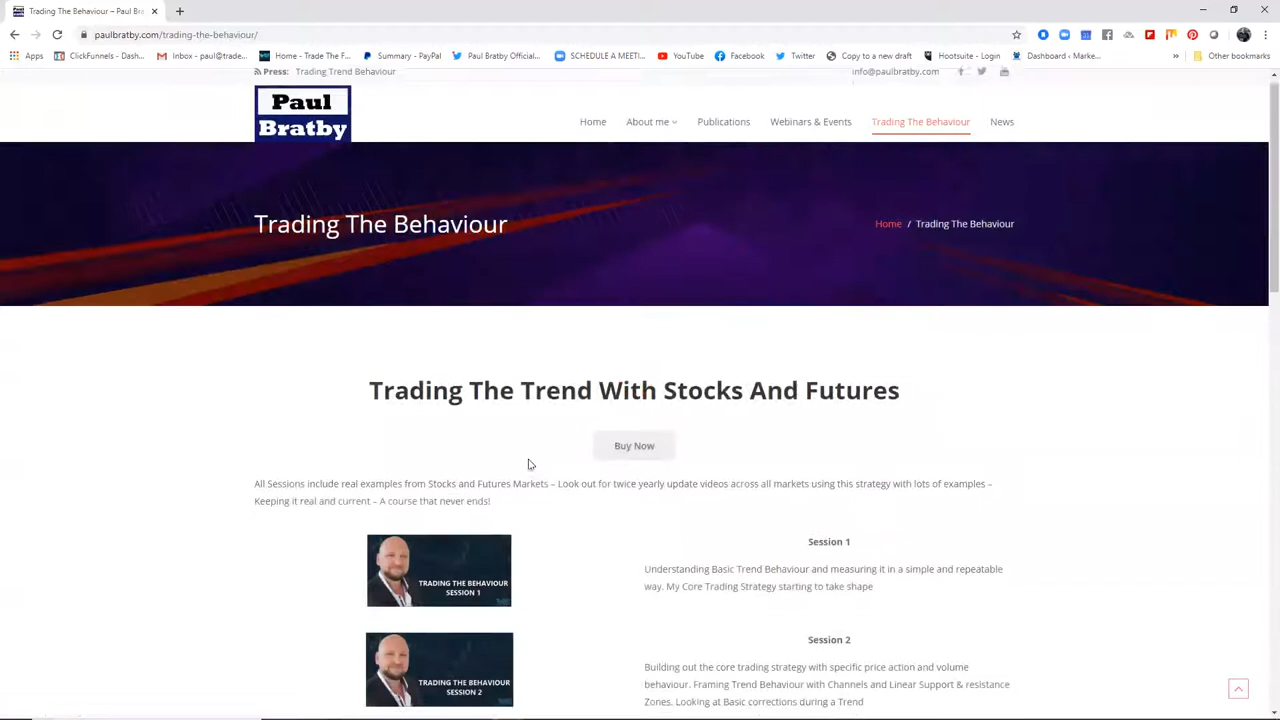 Trading The Behaviour – Paul Br
paulbratby.com/trading-the-behaviour/
Apps ClickFunnels - Dash... Inbox - paul@trade... Home - Trade The F... Summary - PayPal Paul Bratby Official... SCHEDULE A MEETI... YouTube Facebook Twitter Copy to a new draft Hootsuite - Login Dashboard - Marke... » Other bookmarks
Press: Trading Trend Behaviour info@paulbratby.com
Paul
Bratby
Home About me Publications Webinars & Events Trading The Behaviour News
Trading The Behaviour
Home / Trading The Behaviour
Trading The Trend With Stocks And Futures
Buy Now
All Sessions include real examples from Stocks and Futures Markets – Look out for twice yearly update videos across all markets using this strategy with lots of examples –
Keeping it real and current – A course that never ends!
TRADING THE BEHAVIOUR
SESSION 1
Session 1
Understanding Basic Trend Behaviour and measuring it in a simple and repeatable
way. My Core Trading Strategy starting to take shape
TRADING THE BEHAVIOUR
SESSION 2
Session 2
Building out the core trading strategy with specific price action and volume
behaviour. Framing Trend Behaviour with Channels and Linear Support & resistance
Zones. Looking at Basic corrections during a Trend